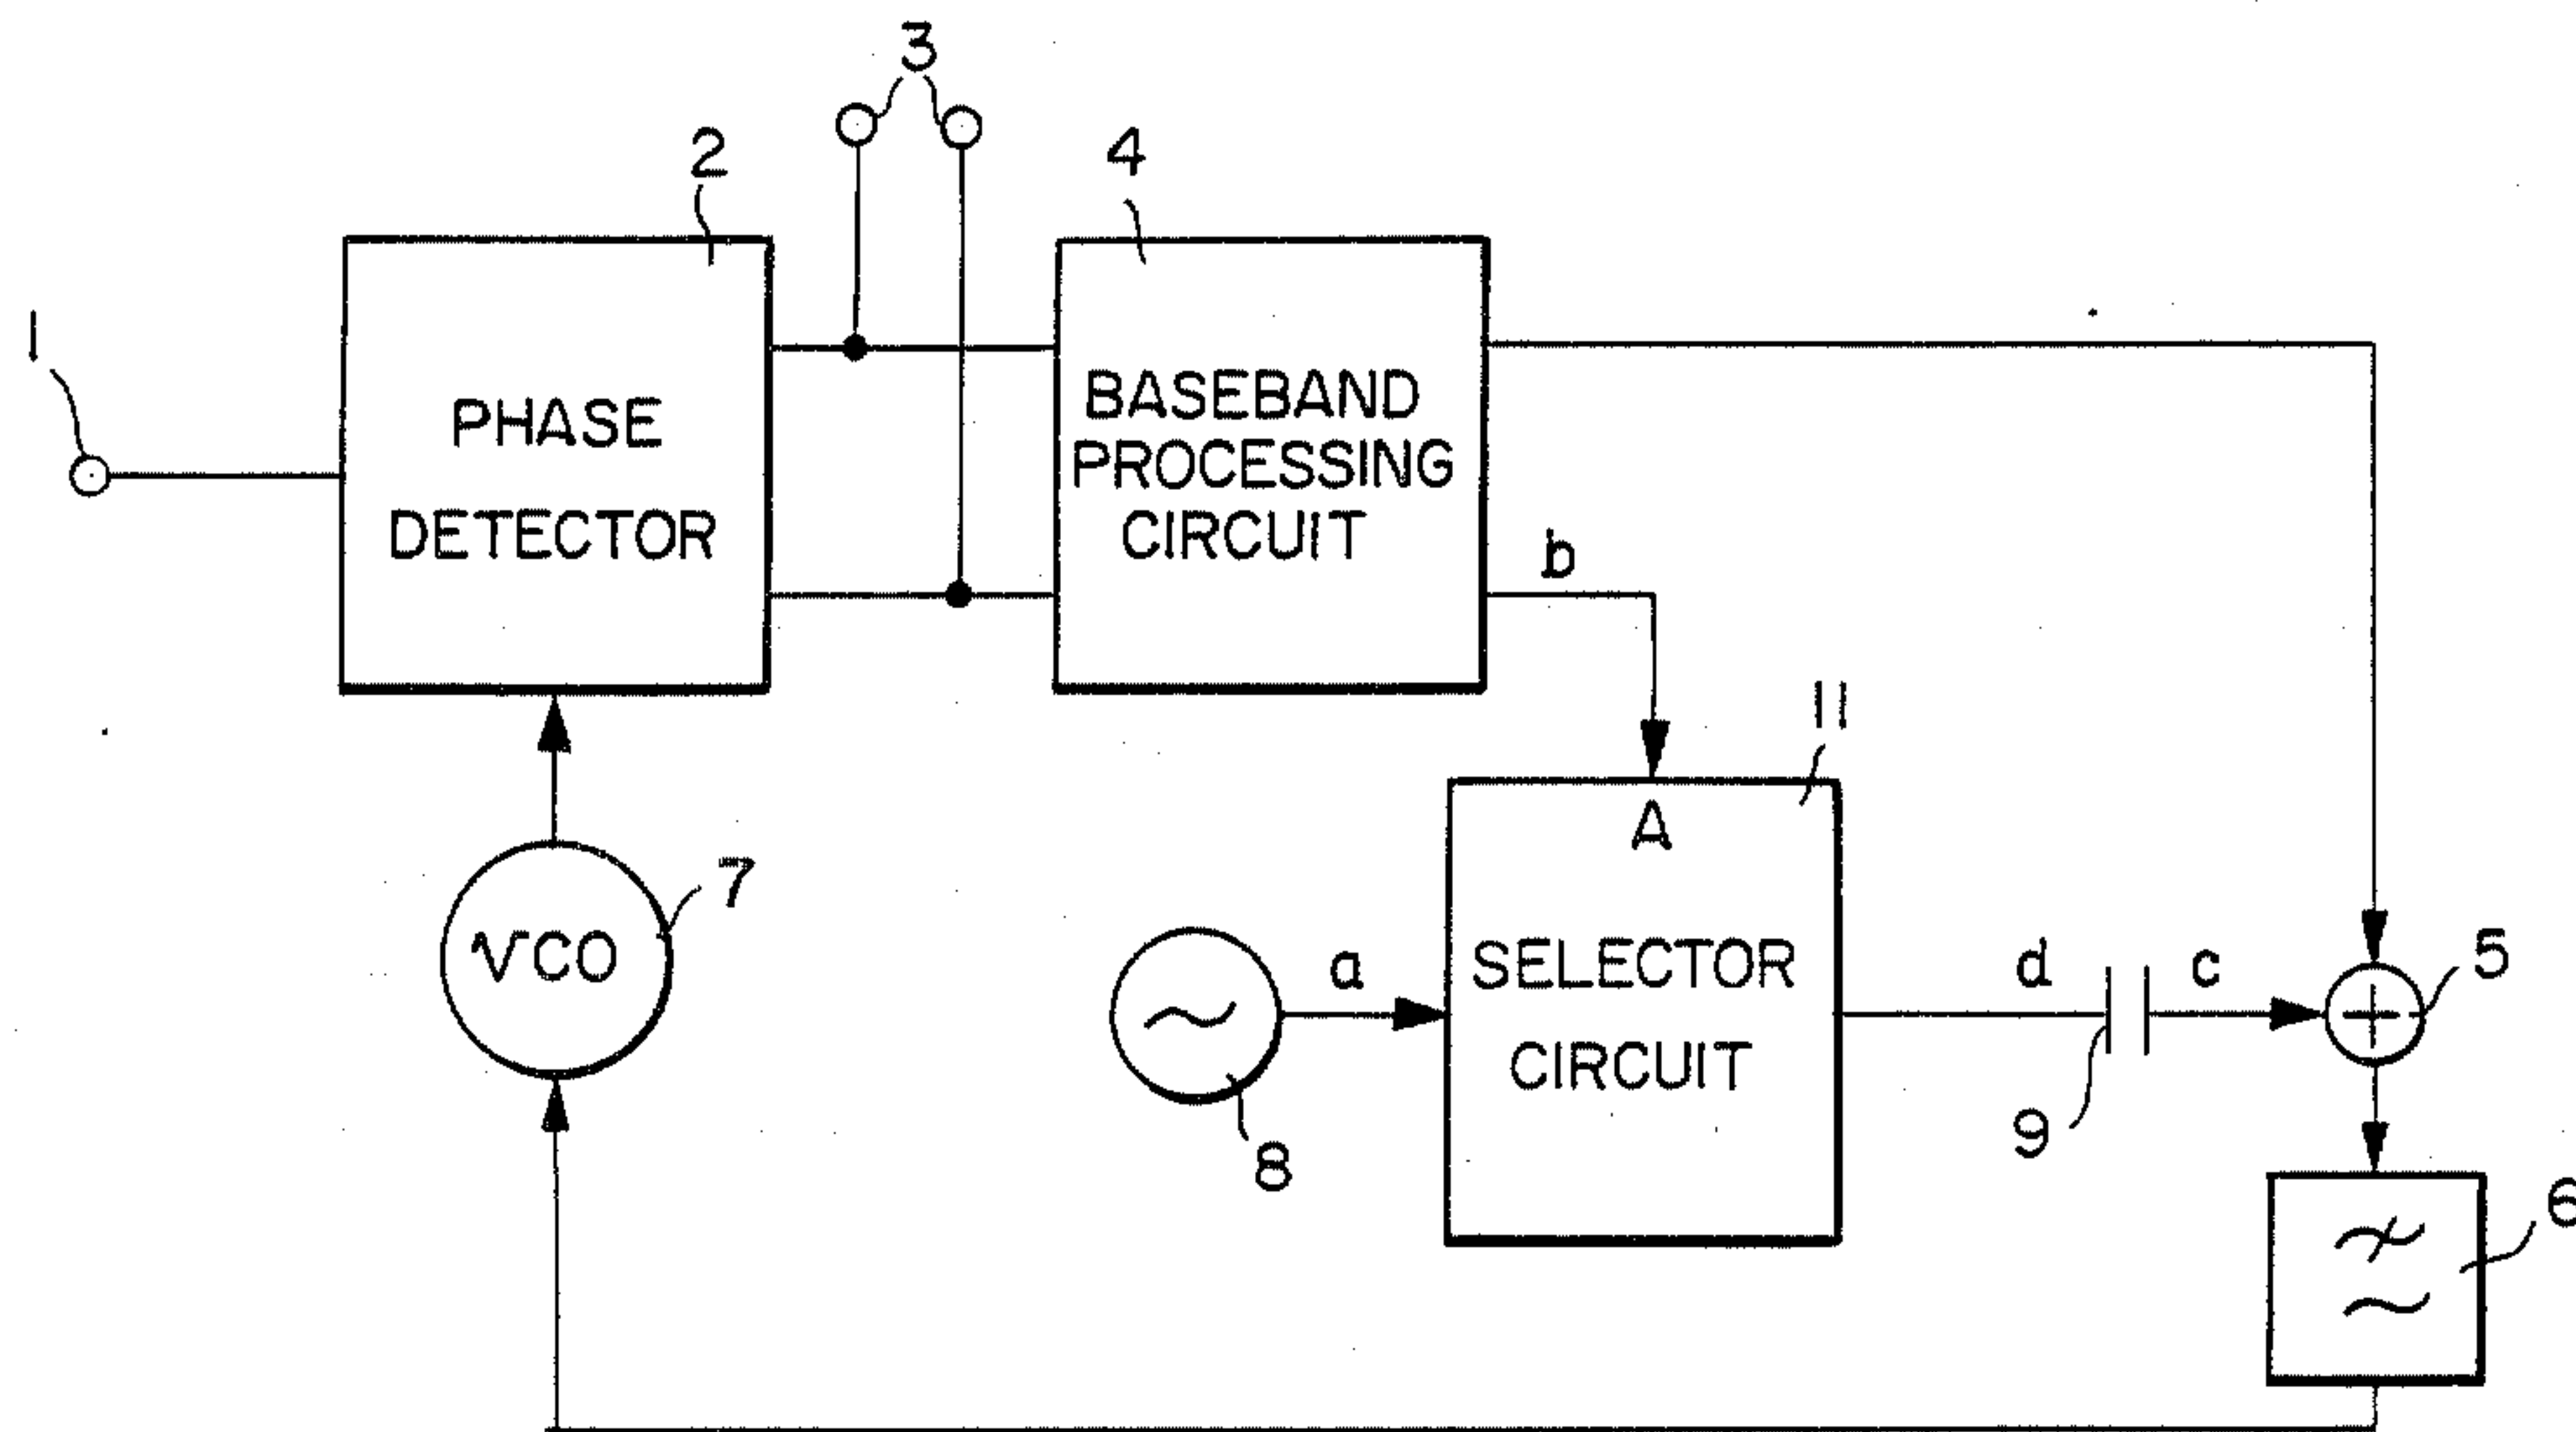 3
2
4
1
PHASE
DETECTOR
BASEBAND
PROCESSING
CIRCUIT
b
11
A
7
VCO
a
SELECTOR
CIRCUIT
d
c
5
8
9
6